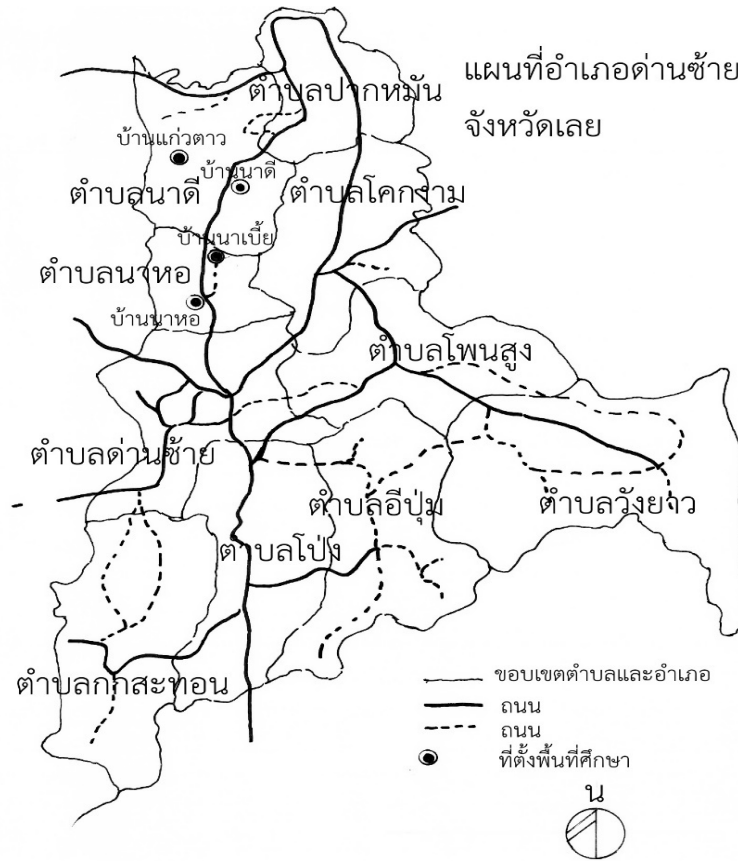 แผนที่อำเภอด่านซ้าย
จังหวัดเลย
ตำบลปากหมัน
บ้านแก่วตาว
บ้านนาดี
ตำบลนาดี
ตำบลโคกงาม
บ้านนาเบี้ย
ตำบลนาหอ
บ้านนาหอ
ตำบลโพนสูง
ตำบลด่านซ้าย
ตำบลอีปุ่ม
ตำบลวังยาว
ตำบลโป่ง
ตำบลกกสะทอน
ขอบเขตตำบลและอำเภอ
ถนน
ถนน
ที่ตั้งพื้นที่ศึกษา
น